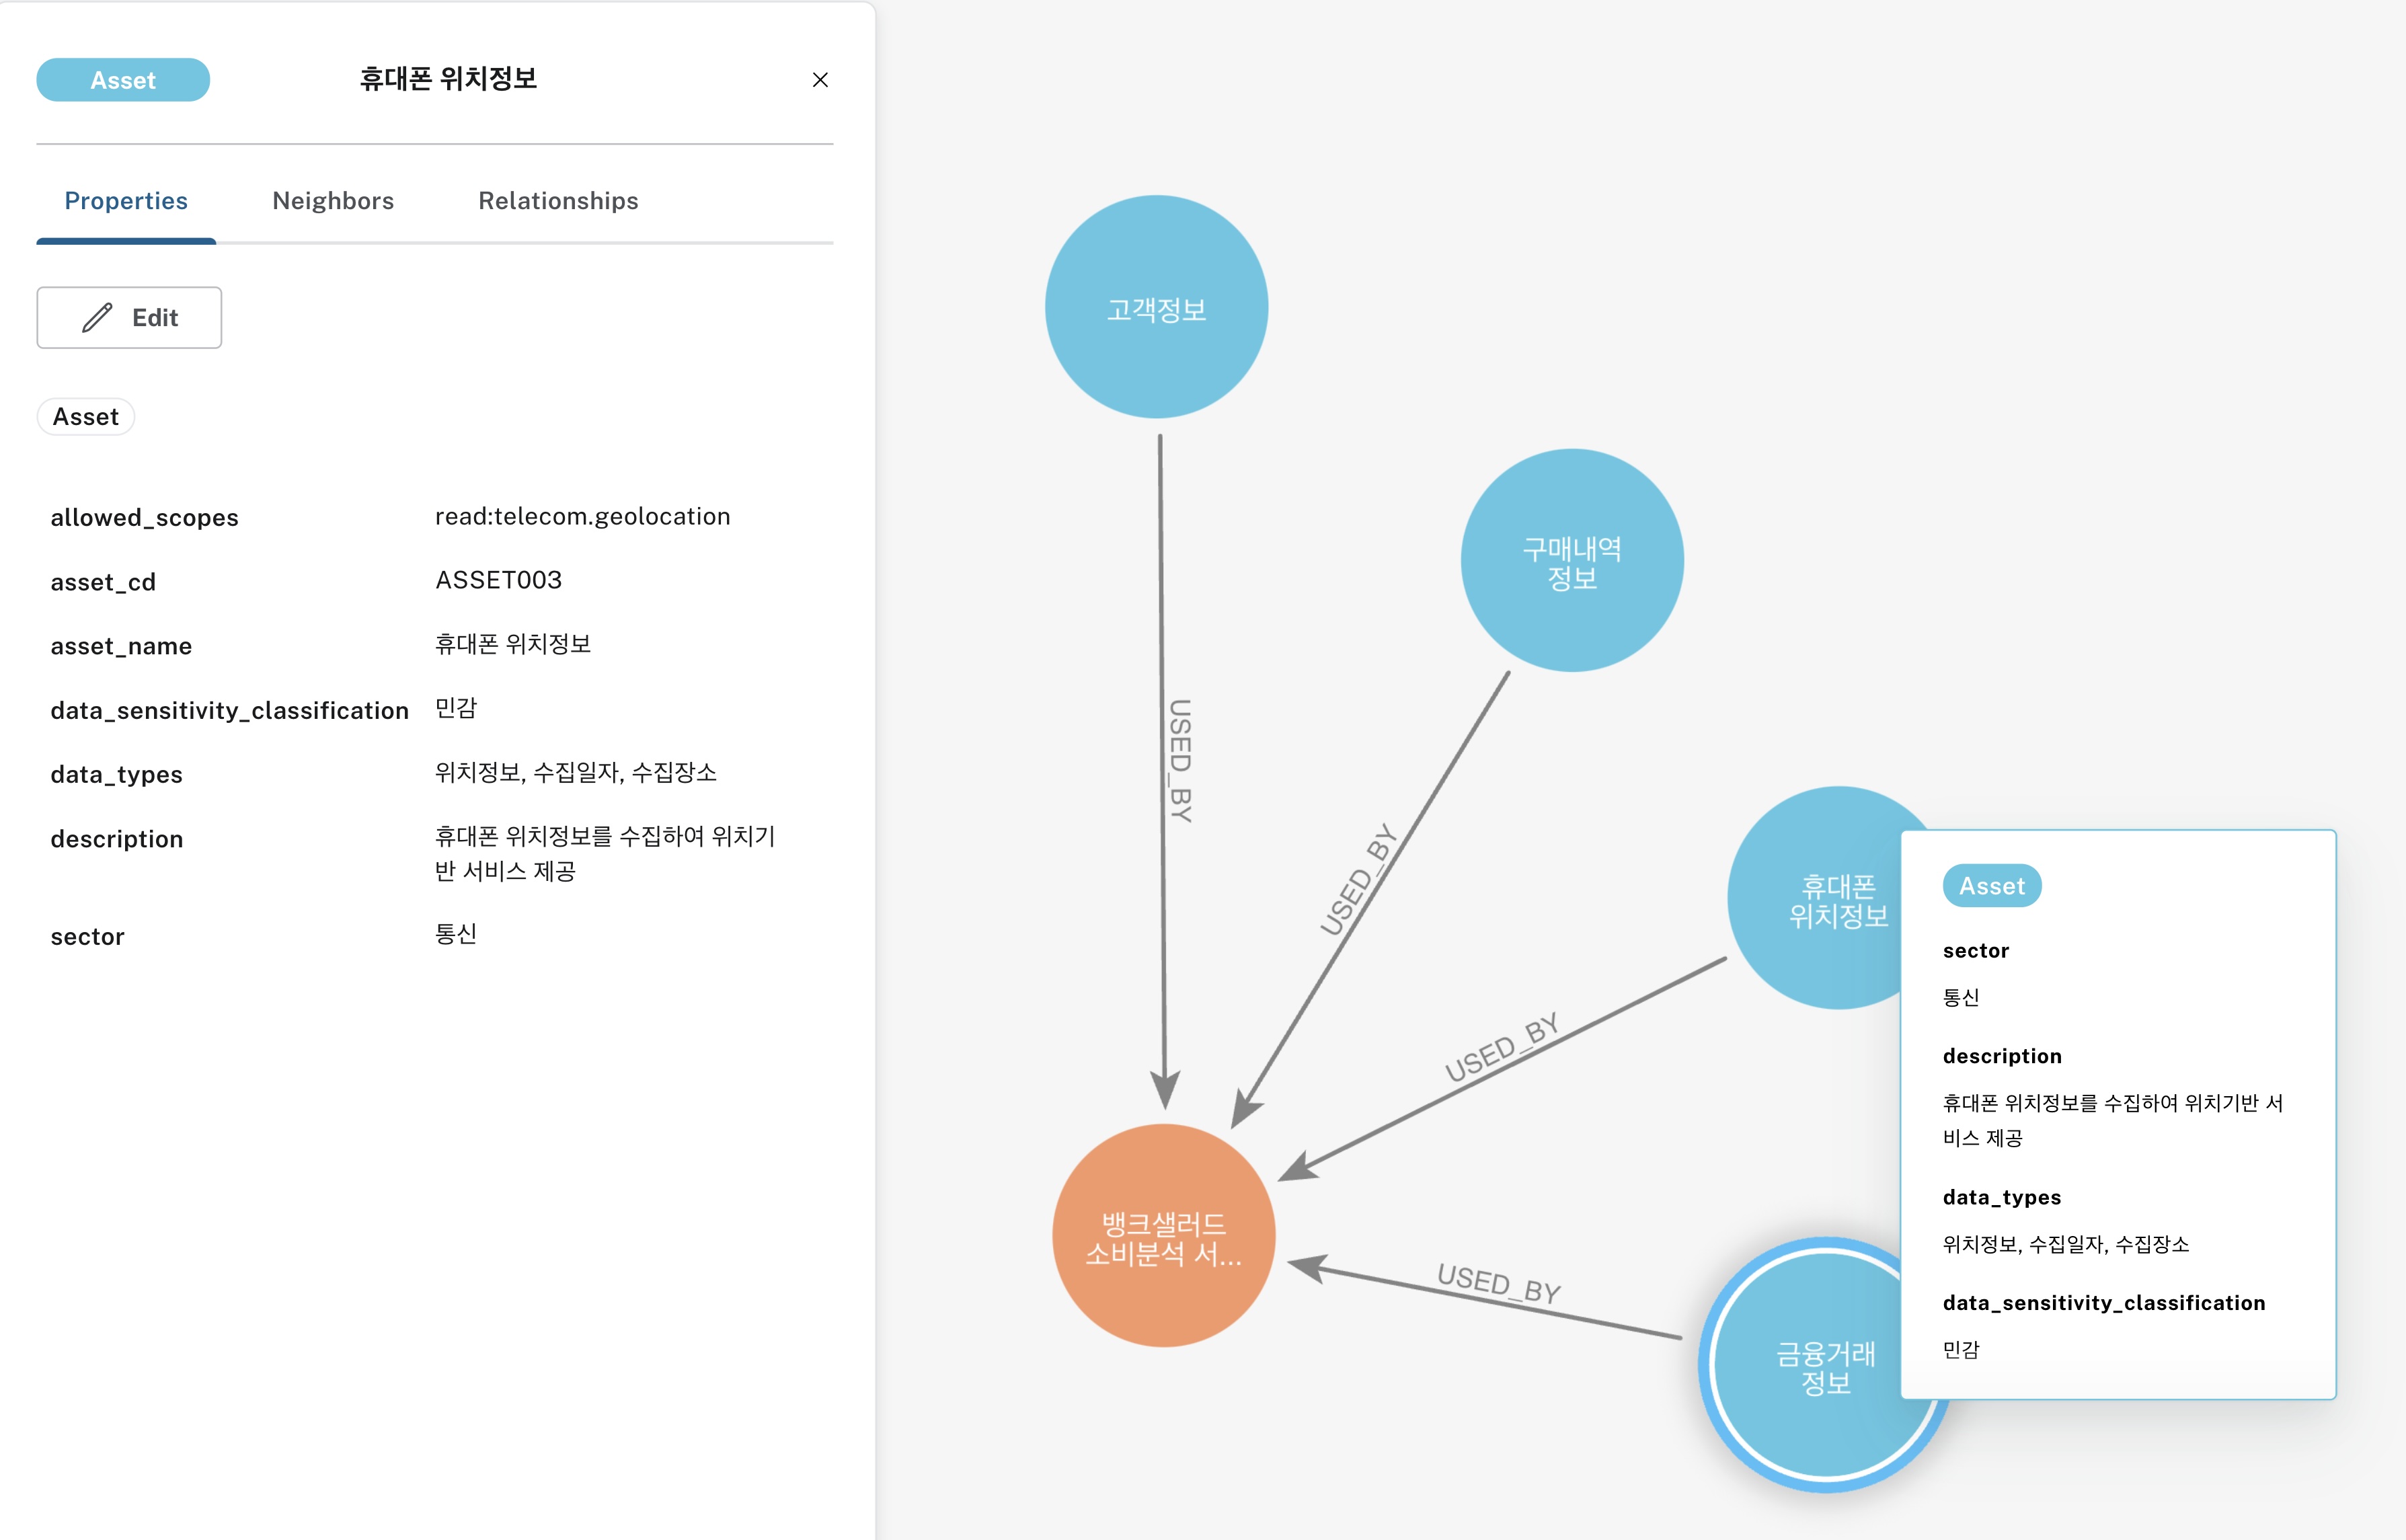 Asset
휴대폰 위치정보
Properties
Neighbors
Relationships
Edit
Asset
allowed_scopes
read:telecom.geolocation
asset_cd
ASSET003
asset_name
휴대폰 위치정보
data_sensitivity_classification
민감
data_types
위치정보, 수집일자, 수집장소
description
휴대폰 위치정보를 수집하여 위치기
반 서비스 제공
sector
통신
고객정보
구매내역
정보
휴대폰
위치정보
금융거래
정보
뱅크샐러드
소비분석 서...
USED_BY
USED_BY
USED_BY
USED_BY
Asset
sector
통신
description
휴대폰 위치정보를 수집하여 위치기반 서
비스 제공
data_types
위치정보, 수집일자, 수집장소
data_sensitivity_classification
민감